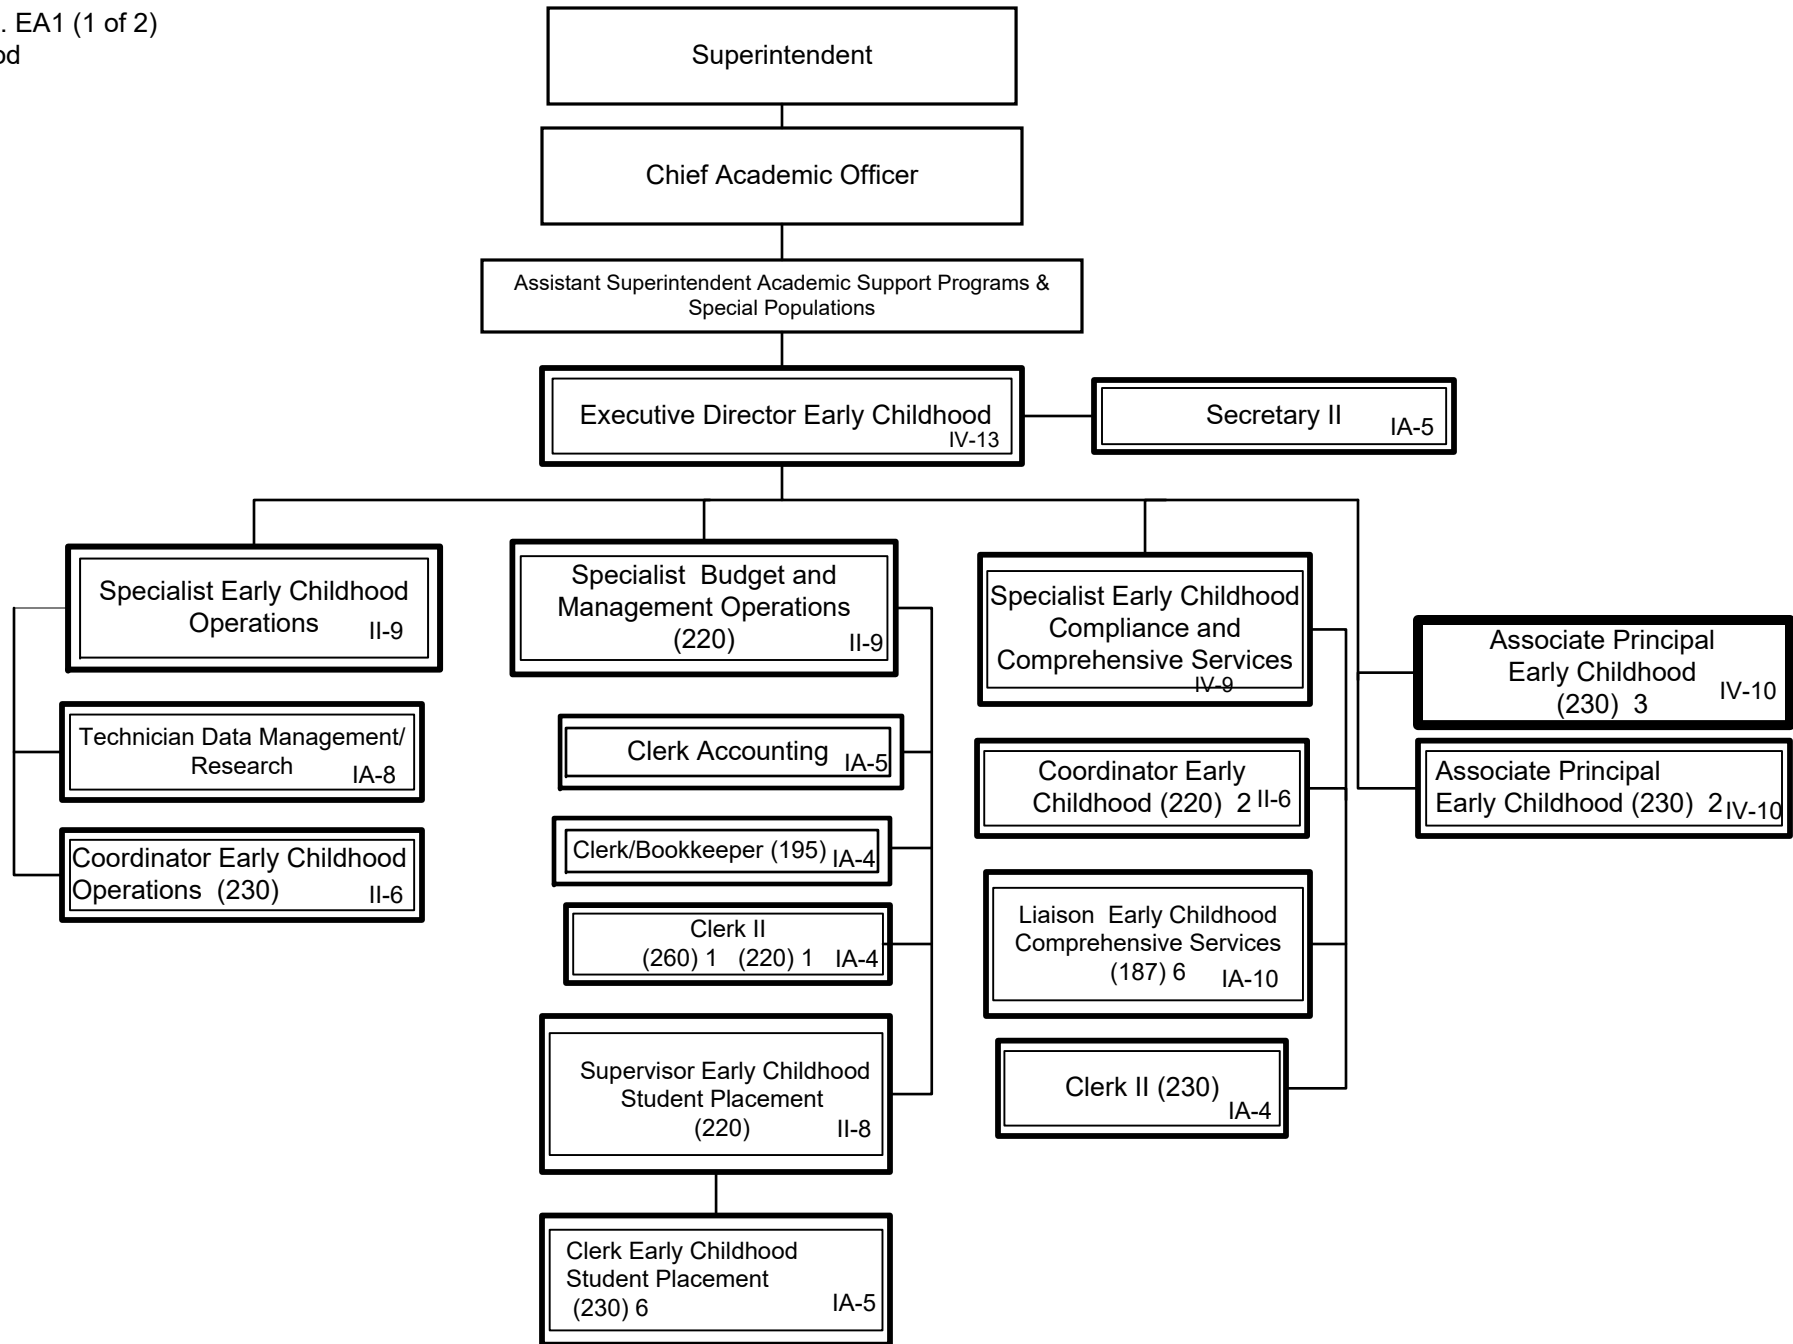 . EA1 (1 of 2)
od
Superintendent
Chief Academic Officer
Assistant Superintendent Academic Support Programs &
Special Populations
Executive Director Early Childhood
IV-13
Secretary II
IA-5
Specialist Early Childhood
Operations
II-9
Technician Data Management/
Research
IA-8
Coordinator Early Childhood
Operations (230)
II-6
Specialist Budget and
Management Operations
(220)
II-9
Clerk Accounting
IA-5
Clerk/Bookkeeper (195)
IA-4
Clerk II
(260) 1 (220) 1
IA-4
Supervisor Early Childhood
Student Placement
(220)
II-8
Clerk Early Childhood
Student Placement
(230) 6
IA-5
Specialist Early Childhood
Compliance and
Comprehensive Services
IV-9
Coordinator Early
Childhood (220) 2
II-6
Liaison Early Childhood
Comprehensive Services
(187) 6
IA-10
Clerk II (230)
IA-4
Associate Principal
Early Childhood
(230) 3
IV-10
Associate Principal
Early Childhood (230) 2
IV-10